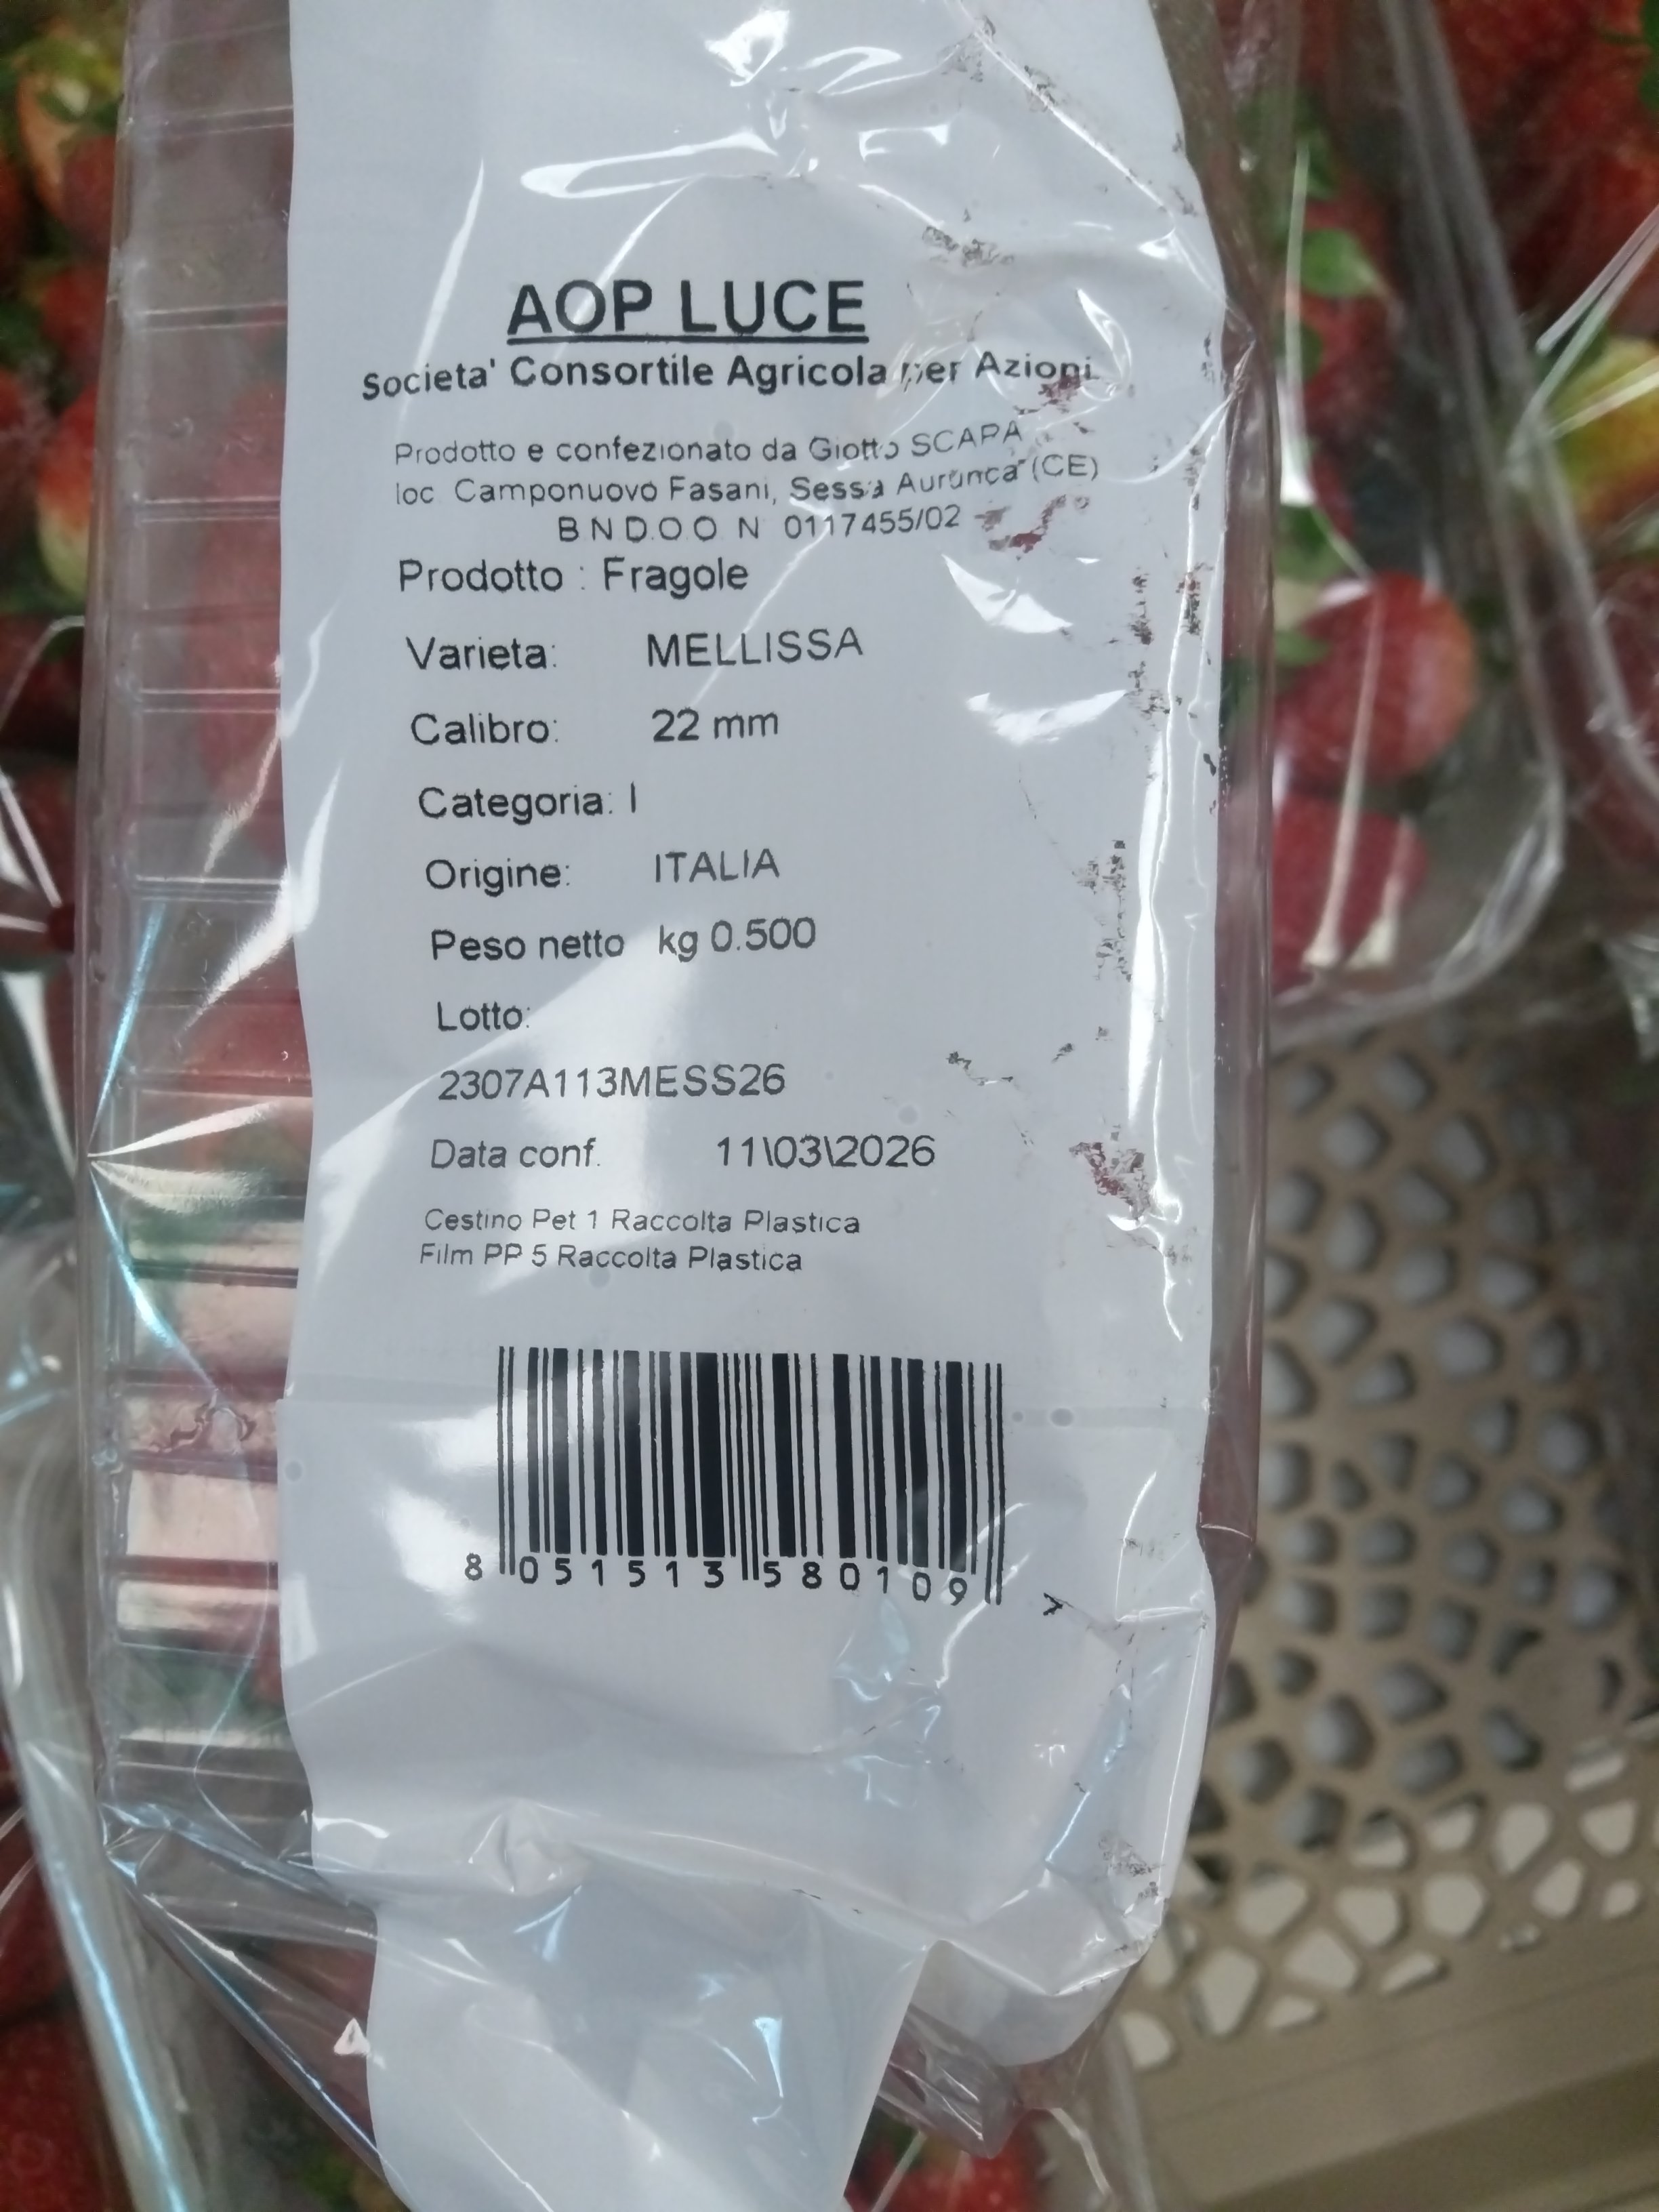 AOP LUCE
Societa' Consortile Agricola per Azioni
Prodotto e confezionato da Giotto SCAPA
loc Camponuovo Fasani, Sessa Aurunca (CE)
B N D.O O N 0117455/02
Prodotto : Fragole
Varieta: MELLISSA
Calibro: 22 mm
Categoria: I
Origine: ITALIA
Peso netto kg 0.500
Lotto:
2307A113MESS26
Data conf. 11\03\2026
Cestino Pet 1 Raccolta Plastica
Film PP 5 Raccolta Plastica
8 051513 580109 >